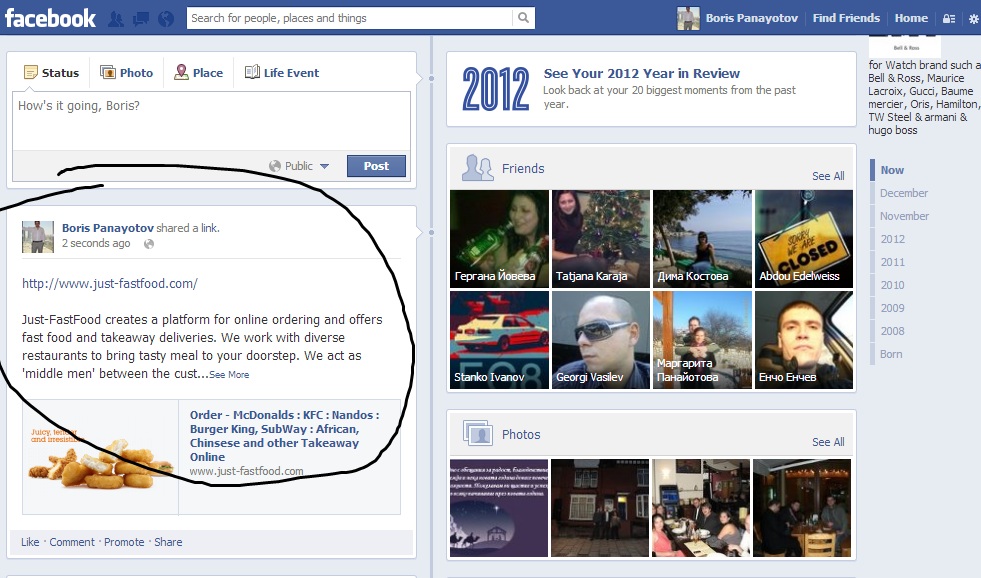 facebook
Search for people, places and things
Boris Panayotov
Find Friends
Home
Status
Photo
Place
Life Event
How's it going, Boris?
Public
Post
Boris Panayotov shared a link.
2 seconds ago
http://www.just-fastfood.com/
Just-FastFood creates a platform for online ordering and offers
fast food and takeaway deliveries. We work with diverse
restaurants to bring tasty meal to your doorstep. We act as
'middle men' between the cust...See More
Juicy, tender
and irresistible
Order - McDonalds : KFC : Nandos :
Burger King, SubWay : African,
Chinsese and other Takeaway
Online
www.just-fastfood.com
Like · Comment · Promote · Share
2012
See Your 2012 Year in Review
Look back at your 20 biggest moments from the past
year.
Friends
See All
Гергана Йовева
Tatjana Karaja
Дима Костова
SORRY
WE ARE
CLOSED
Abdou Edelweiss
Stanko Ivanov
Georgi Vasilev
Маргарита
Панайотова
Енчо Енчев
Photos
See All
Bell & Ross
for Watch brand such a
Bell & Ross, Maurice
Lacroix, Gucci, Baume
mercier, Oris, Hamilton,
TW Steel & armani &
hugo boss
Now
December
November
2012
2011
2010
2009
2008
Born